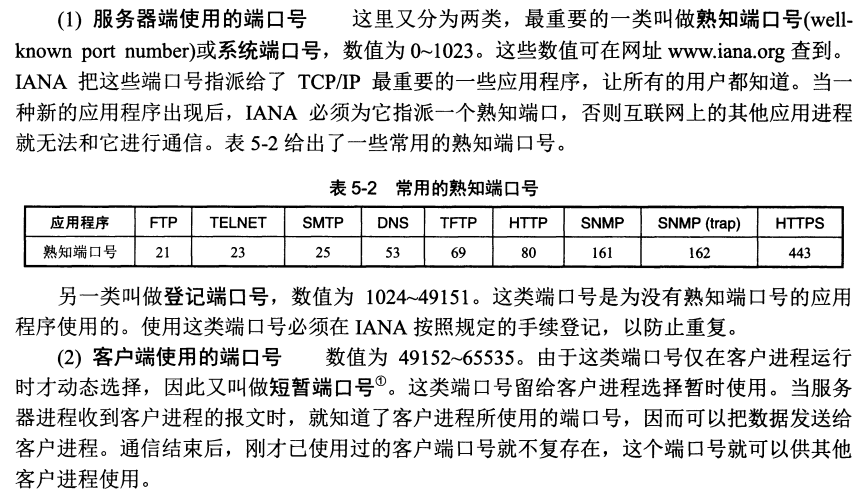 (1) 服务器端使用的端口号　　这里又分为两类，最重要的一类叫做熟知端口号(well-
known port number)或系统端口号，数值为 0~1023。这些数值可在网址 www.iana.org 查到。
IANA 把这些端口号指派给了 TCP/IP 最重要的一些应用程序，让所有的用户都知道。当一
种新的应用程序出现后，IANA 必须为它指派一个熟知端口，否则互联网上的其他应用进程
就无法和它进行通信。表 5-2 给出了一些常用的熟知端口号。
表 5-2　常用的熟知端口号
应用程序 FTP TELNET SMTP DNS TFTP HTTP SNMP SNMP (trap) HTTPS
熟知端口号 21 23 25 53 69 80 161 162 443
另一类叫做登记端口号，数值为 1024~49151。这类端口号是为没有熟知端口号的应用
程序使用的。使用这类端口号必须在 IANA 按照规定的手续登记，以防止重复。
(2) 客户端使用的端口号　　数值为 49152~65535。由于这类端口号仅在客户进程运行
时才动态选择，因此又叫做短暂端口号①。这类端口号留给客户进程选择暂时使用。当服务
器进程收到客户进程的报文时，就知道了客户进程所使用的端口号，因而可以把数据发送给
客户进程。通信结束后，刚才已使用过的客户端口号就不复存在，这个端口号就可以供其他
客户进程使用。